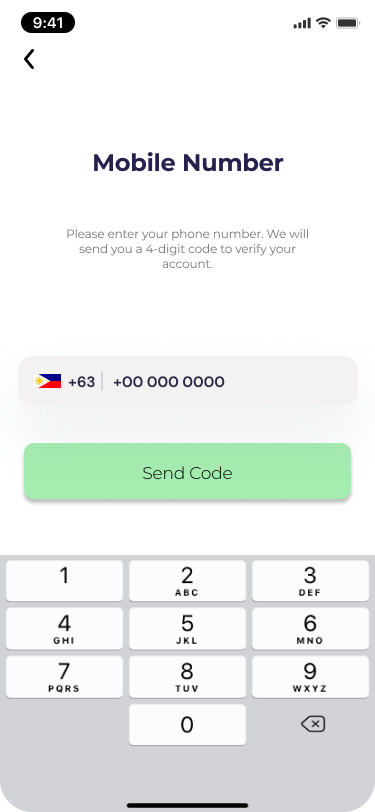 9:41
Mobile Number
Please enter your phone number. We will
send you a 4-digit code to verify your
account.
+63 +00 000 0000
Send Code
1 2 3
ABC DEF
4 5 6
GHI JKL MNO
7 8 9
PQRS TUV WXYZ
0